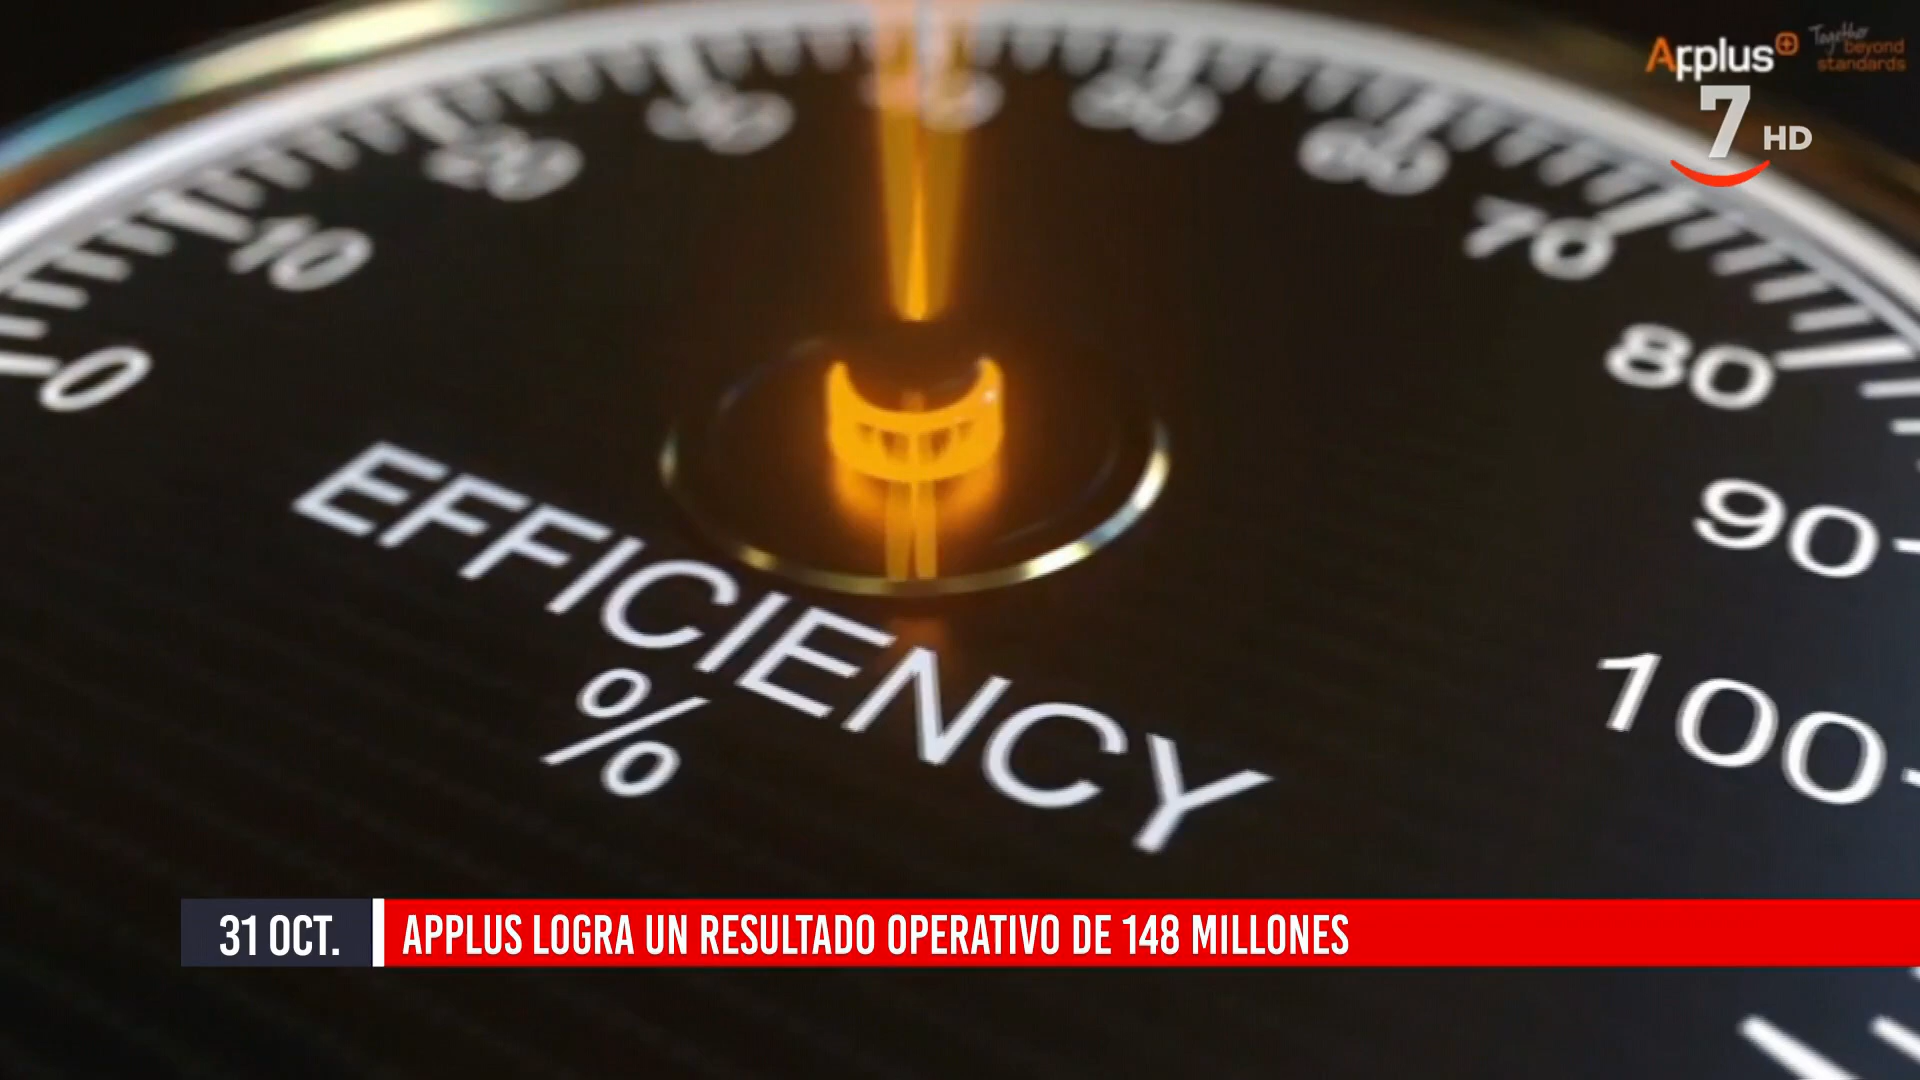 Applus+
Together
beyond
standards
7 HD
0
10
20
30
50
60
70
80
90
100
EFFICIENCY
%
31 OCT.
APPLUS LOGRA UN RESULTADO OPERATIVO DE 148 MILLONES